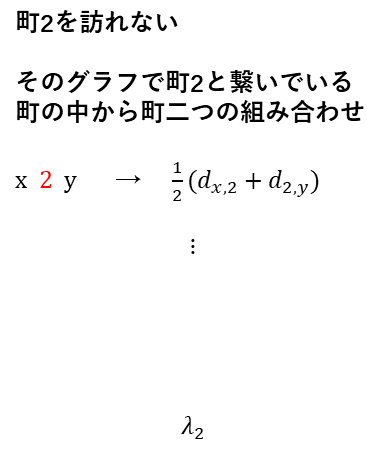 町2を訪れない
そのグラフで町2と繋いでいる
町の中から町二つの組み合わせ
x 2 y → 1/2 (d_{x,2} + d_{2,y})
⋮
λ_2